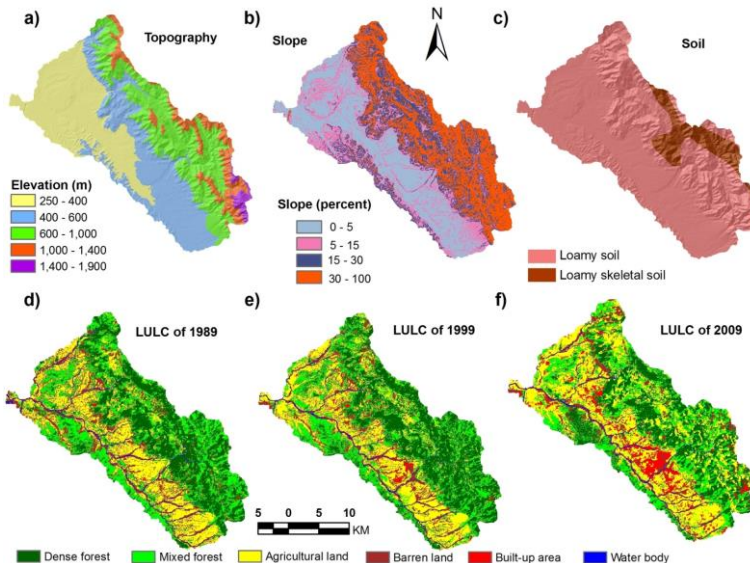 a)
Topography
Elevation (m)
250 - 400
400 - 600
600 - 1,000
1,000 - 1,400
1,400 - 1,900
b)
Slope
N
Slope (percent)
0 - 5
5 - 15
15 - 30
30 - 100
c)
Soil
Loamy soil
Loamy skeletal soil
d)
LULC of 1989
e)
LULC of 1999
f)
LULC of 2009
5 0 5 10
KM
Dense forest Mixed forest Agricultural land Barren land Built-up area Water body